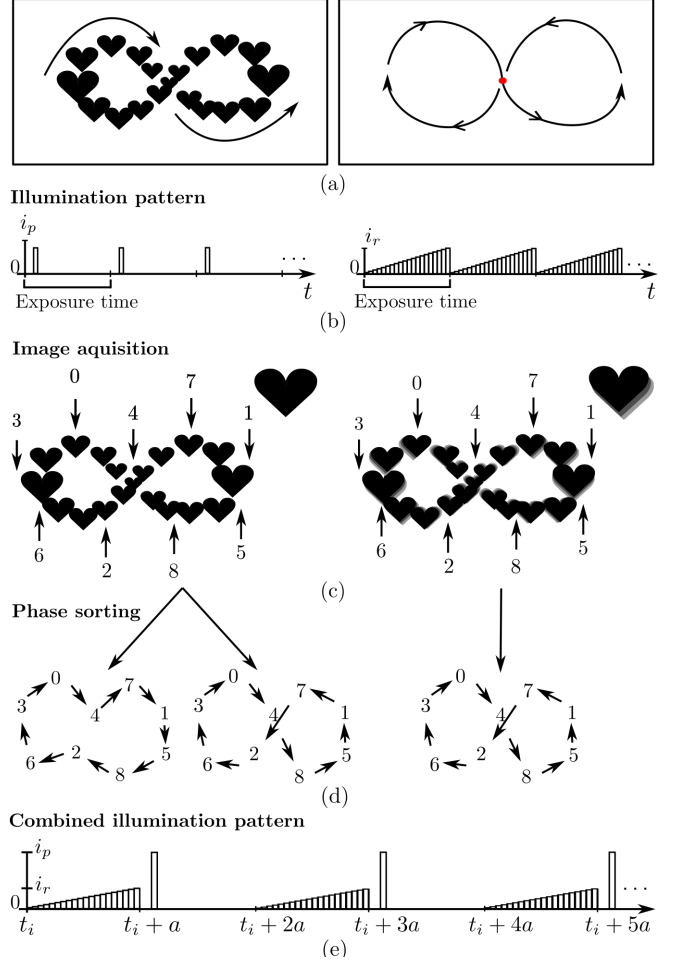 (a)
Illumination pattern
i_p
i_r
0
0
. . .
. . .
Exposure time
t
Exposure time
t
(b)
Image aquisition
0
7
0
7
3
4
1
3
4
1
6
2
8
5
6
2
8
5
(c)
Phase sorting
0
7
0
7
0
7
3
4
1
3
4
1
3
4
1
6
2
8
5
6
2
8
5
6
2
8
5
(d)
Combined illumination pattern
i_p
i_r
. . .
0
t_i
t_i + a
t_i + 2a
t_i + 3a
t_i + 4a
t_i + 5a
(e)